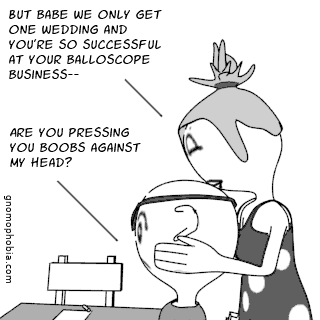 BUT BABE WE ONLY GET
ONE WEDDING AND
YOU'RE SO SUCCESSFUL
AT YOUR BALLOSCOPE
BUSINESS--
ARE YOU PRESSING
YOU BOOBS AGAINST
MY HEAD?
gnomophobia.com